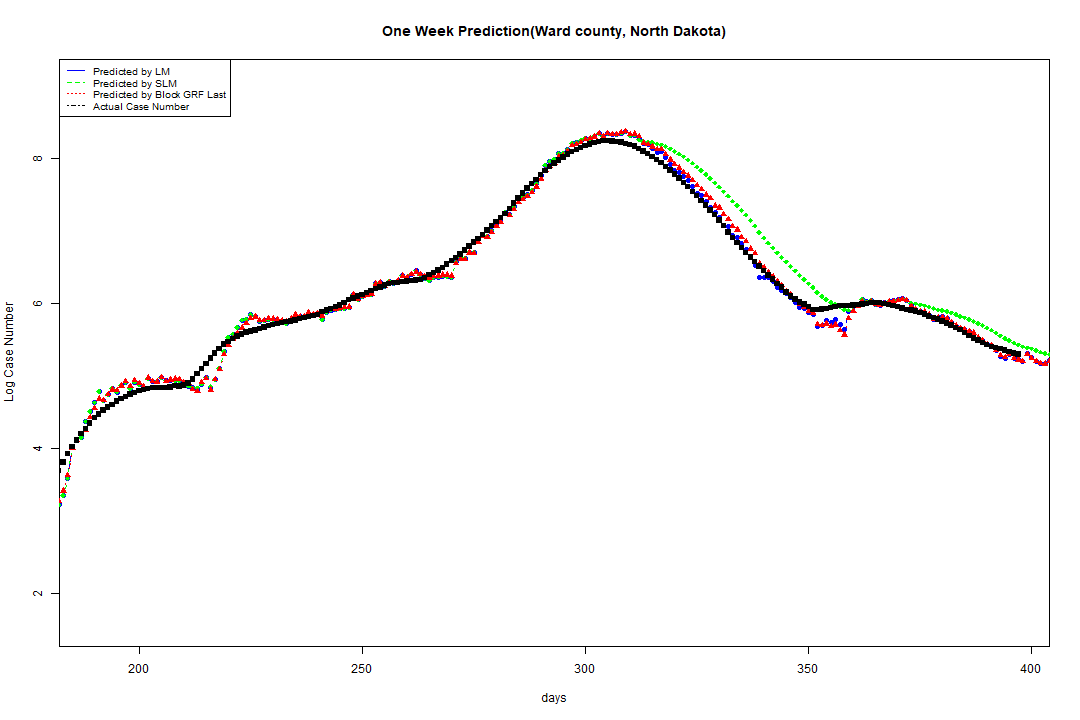 One Week Prediction(Ward county, North Dakota)
Predicted by LM
Predicted by SLM
Predicted by Block GRF Last
Actual Case Number
8
6
4
2
Log Case Number
200 250 300 350 400
days